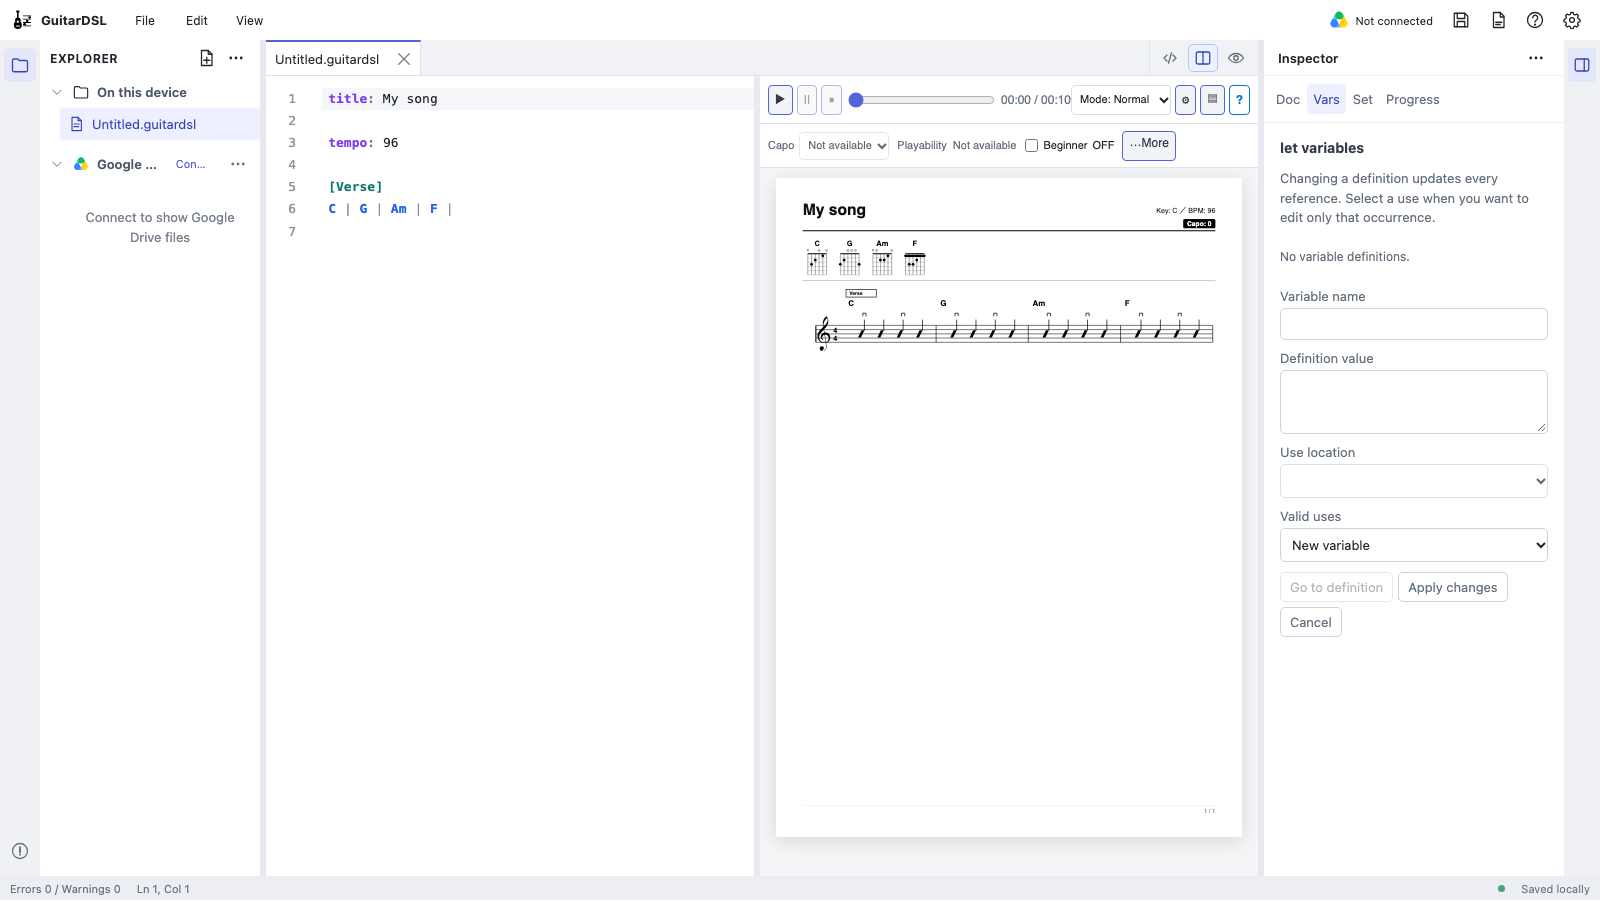 GuitarDSL File Edit View Not connected
EXPLORER
On this device
Untitled.guitardsl
Google ... Con...
Connect to show Google
Drive files
Untitled.guitardsl
1 title: My song
2
3 tempo: 96
4
5 [Verse]
6 C | G | Am | F |
7
00:00 / 00:10 Mode: Normal ?
Capo Not available Playability Not available Beginner OFF ...More
My song
Key: C / BPM: 96
Capo: 0
C G Am F
Verse
C G Am F
4
4
1 / 1
Inspector
Doc Vars Set Progress
let variables
Changing a definition updates every
reference. Select a use when you want to
edit only that occurrence.
No variable definitions.
Variable name
Definition value
Use location
Valid uses
New variable
Go to definition Apply changes
Cancel
Errors 0 / Warnings 0 Ln 1, Col 1 Saved locally